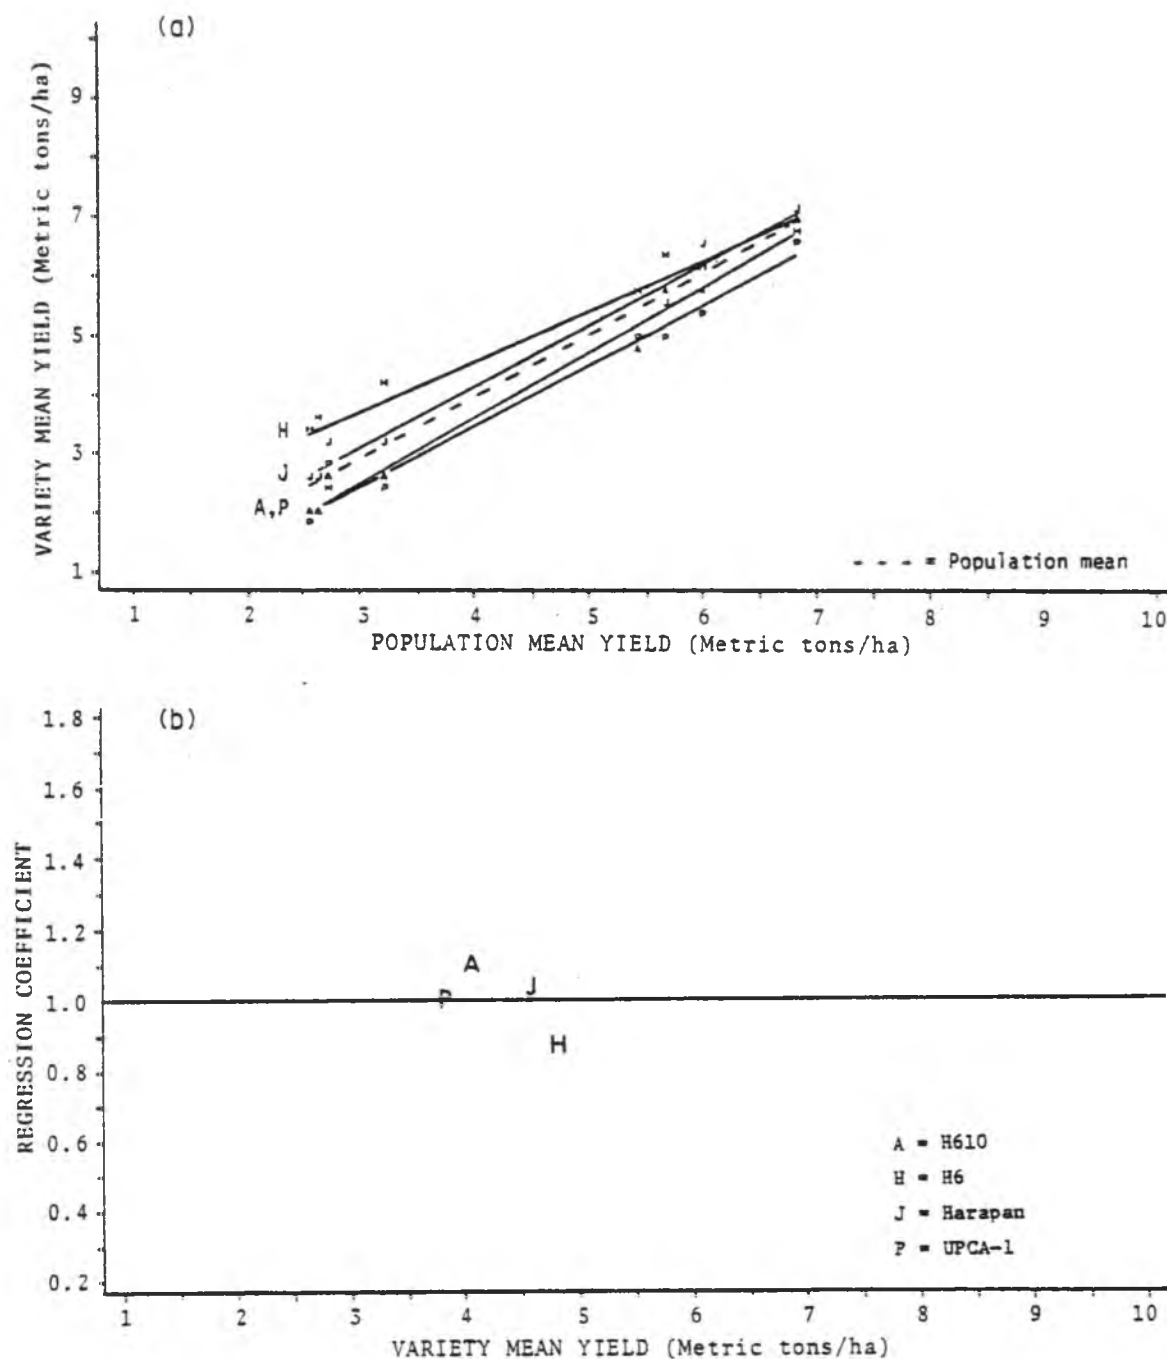 (a)
VARIETY MEAN YIELD (Metric tons/ha)
9
7
5
3
1
H
J
A,P
- - - = Population mean
1 2 3 4 5 6 7 8 9 10
POPULATION MEAN YIELD (Metric tons/ha)
(b)
REGRESSION COEFFICIENT
1.8
1.6
1.4
1.2
1.0
0.8
0.6
0.4
0.2
A
P
J
H
A = H610
H = H6
J = Harapan
P = UPCA-1
1 2 3 4 5 6 7 8 9 10
VARIETY MEAN YIELD (Metric tons/ha)